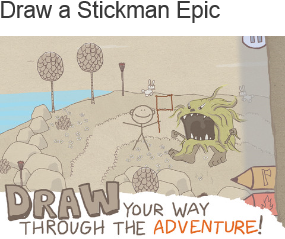 Draw a Stickman Epic
DRAW YOUR WAY
THROUGH THE ADVENTURE!